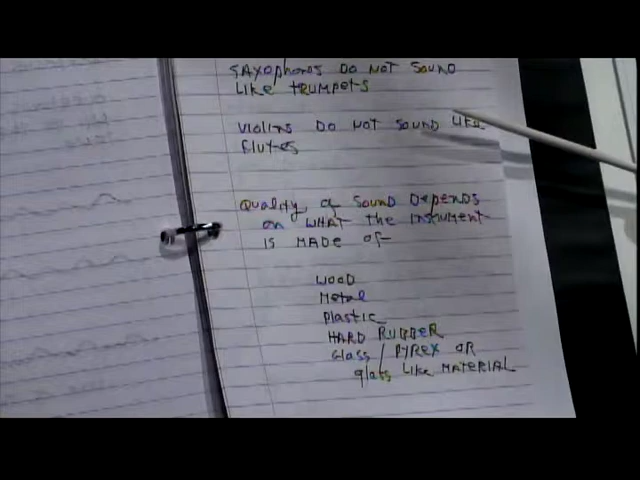 SAXOPHONES DO NOT SOUND
LIKE TRUMPETS
VIOLINS DO NOT SOUND LIKE
FLUTES
QUALITY OF SOUND DEPENDS
ON WHAT THE INSTRUMENT
IS MADE OF
WOOD
METAL
PLASTIC
HARD RUBBER
GLASS / PYREX OR
GLASS LIKE MATERIAL